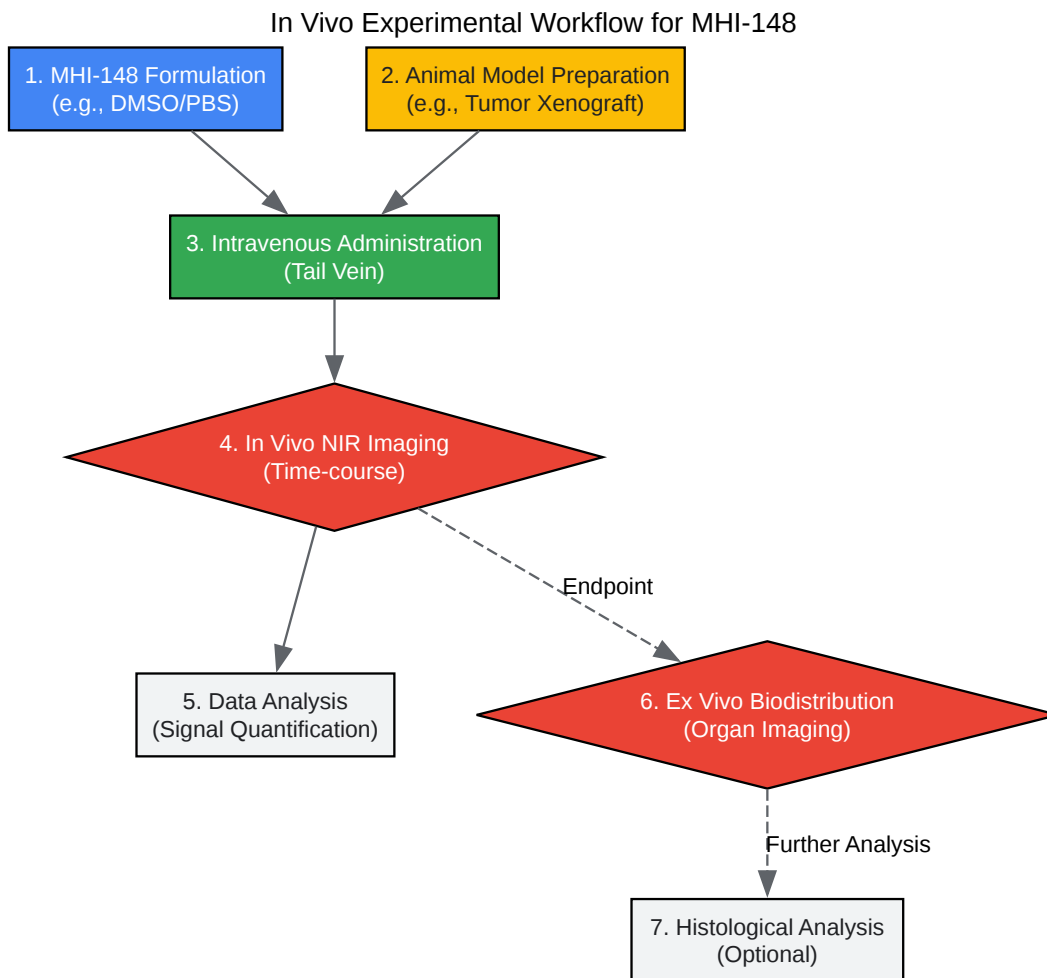 In Vivo Experimental Workflow for MHI-148
1. MHI-148 Formulation
(e.g., DMSO/PBS)
2. Animal Model Preparation
(e.g., Tumor Xenograft)
3. Intravenous Administration
(Tail Vein)
4. In Vivo NIR Imaging
(Time-course)
Endpoint
5. Data Analysis
(Signal Quantification)
6. Ex Vivo Biodistribution
(Organ Imaging)
Further Analysis
7. Histological Analysis
(Optional)